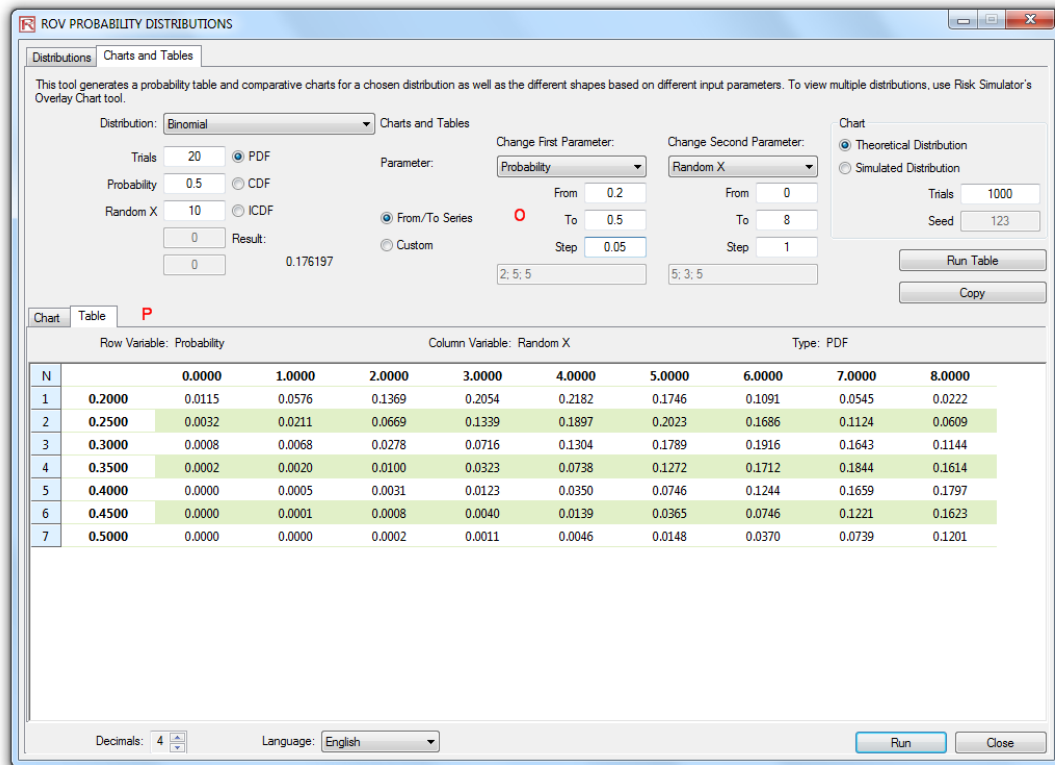 ROV PROBABILITY DISTRIBUTIONS
Distributions Charts and Tables
This tool generates a probability table and comparative charts for a chosen distribution as well as the different shapes based on different input parameters. To view multiple distributions, use Risk Simulator's
Overlay Chart tool.
Distribution: Binomial Charts and Tables Chart
Change First Parameter: Change Second Parameter: Theoretical Distribution
Trials 20 PDF Parameter: Probability Random X Simulated Distribution
Probability 0.5 CDF From 0.2 From 0 Trials 1000
Random X 10 ICDF From/To Series O To 0.5 To 8 Seed 123
0 Result: Custom Step 0.05 Step 1
0 0.176197 2; 5; 5 5; 3; 5 Run Table
Copy
Chart Table P
Row Variable: Probability Column Variable: Random X Type: PDF
N 0.0000 1.0000 2.0000 3.0000 4.0000 5.0000 6.0000 7.0000 8.0000
1 0.2000 0.0115 0.0576 0.1369 0.2054 0.2182 0.1746 0.1091 0.0545 0.0222
2 0.2500 0.0032 0.0211 0.0669 0.1339 0.1897 0.2023 0.1686 0.1124 0.0609
3 0.3000 0.0008 0.0068 0.0278 0.0716 0.1304 0.1789 0.1916 0.1643 0.1144
4 0.3500 0.0002 0.0020 0.0100 0.0323 0.0738 0.1272 0.1712 0.1844 0.1614
5 0.4000 0.0000 0.0005 0.0031 0.0123 0.0350 0.0746 0.1244 0.1659 0.1797
6 0.4500 0.0000 0.0001 0.0008 0.0040 0.0139 0.0365 0.0746 0.1221 0.1623
7 0.5000 0.0000 0.0000 0.0002 0.0011 0.0046 0.0148 0.0370 0.0739 0.1201
Decimals: 4 Language: English Run Close